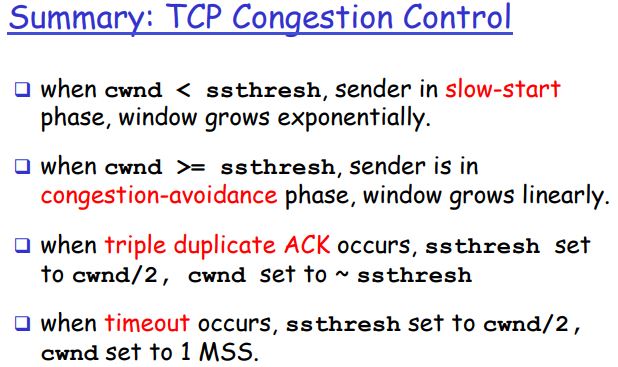 Summary: TCP Congestion Control
when cwnd < ssthresh, sender in slow-start
phase, window grows exponentially.
when cwnd >= ssthresh, sender is in
congestion-avoidance phase, window grows linearly.
when triple duplicate ACK occurs, ssthresh set
to cwnd/2, cwnd set to ~ ssthresh
when timeout occurs, ssthresh set to cwnd/2,
cwnd set to 1 MSS.